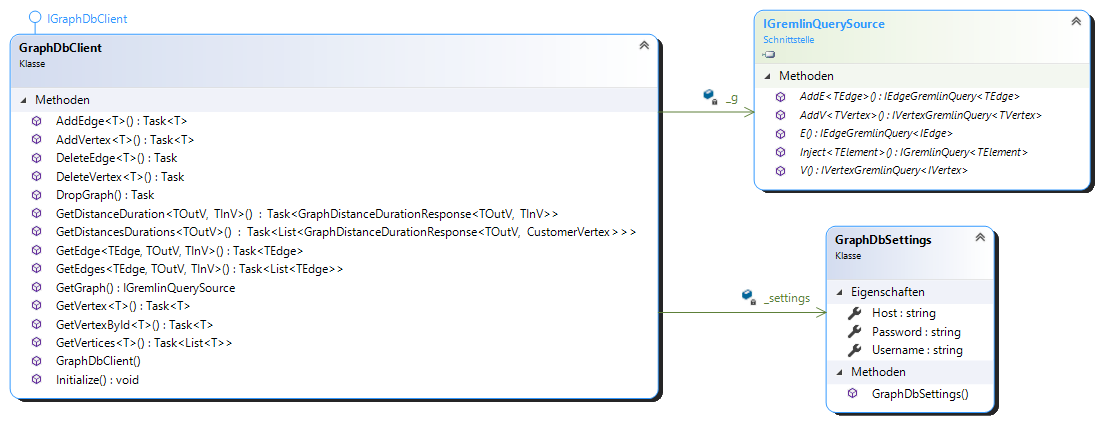 IGraphDbClient
GraphDbClient
Klasse
Methoden
AddEdge<T>() : Task<T>
AddVertex<T>() : Task<T>
DeleteEdge<T>() : Task
DeleteVertex<T>() : Task
DropGraph() : Task
GetDistanceDuration<TOutV, TInV>() : Task<GraphDistanceDurationResponse<TOutV, TInV>>
GetDistancesDurations<TOutV>() : Task<List<GraphDistanceDurationResponse<TOutV, CustomerVertex>>>
GetEdge<TEdge, TOutV, TInV>() : Task<TEdge>
GetEdges<TEdge, TOutV, TInV>() : Task<List<TEdge>>
GetGraph() : IGremlinQuerySource
GetVertex<T>() : Task<T>
GetVertexById<T>() : Task<T>
GetVertices<T>() : Task<List<T>>
GraphDbClient()
Initialize() : void
_g
IGremlinQuerySource
Schnittstelle
Methoden
AddE<TEdge>() : IEdgeGremlinQuery<TEdge>
AddV<TVertex>() : IVertexGremlinQuery<TVertex>
E() : IEdgeGremlinQuery<IEdge>
Inject<TElement>() : IGremlinQuery<TElement>
V() : IVertexGremlinQuery<IVertex>
_settings
GraphDbSettings
Klasse
Eigenschaften
Host : string
Password : string
Username : string
Methoden
GraphDbSettings()